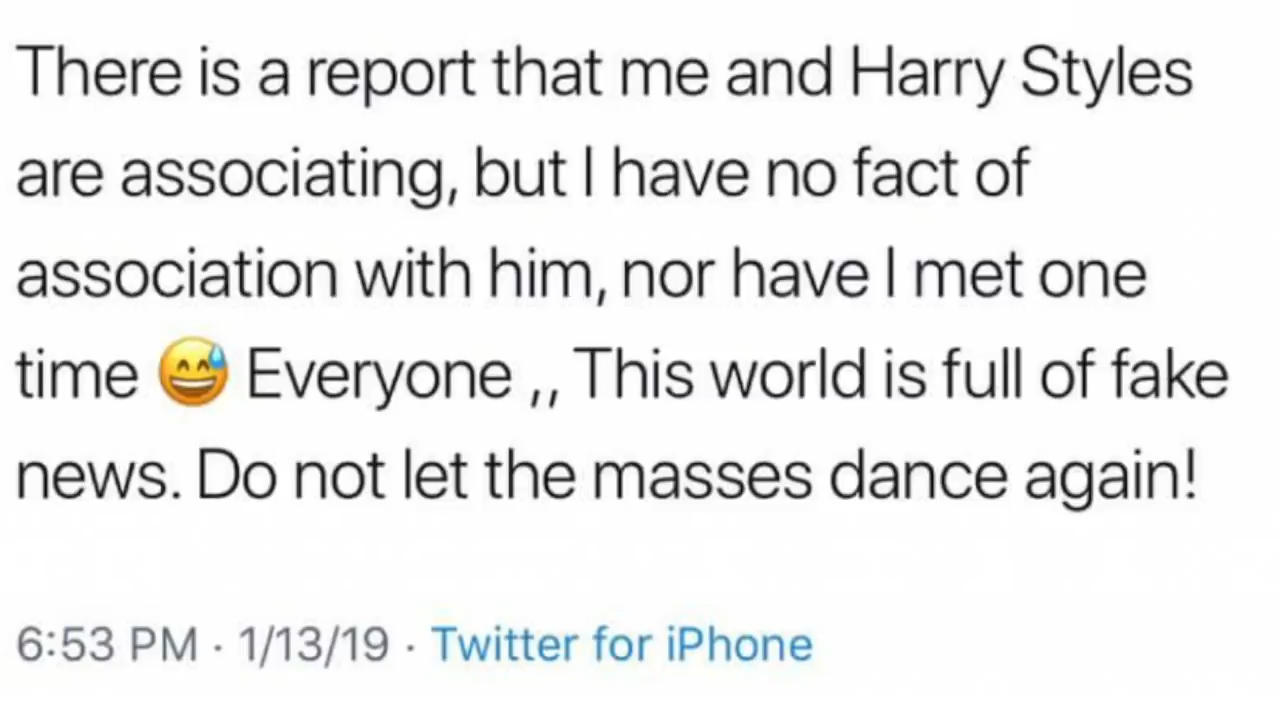 There is a report that me and Harry Styles
are associating, but I have no fact of
association with him, nor have I met one
time 😅 Everyone ,, This world is full of fake
news. Do not let the masses dance again!
6:53 PM · 1/13/19 · Twitter for iPhone